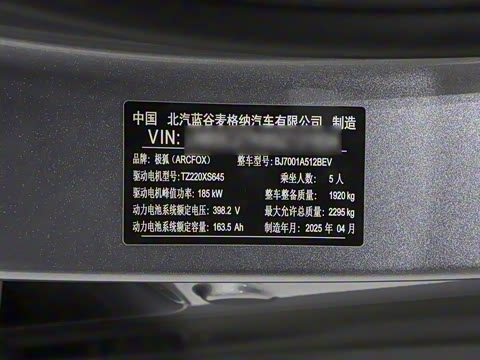 中国 北汽蓝谷麦格纳汽车有限公司 制造
VIN:
品牌: 极狐 (ARCFOX) 整车型号: BJ7001A512BEV
驱动电机型号: TZ220XS645 乘坐人数: 5 人
驱动电机峰值功率: 185 kW 整车整备质量: 1920 kg
动力电池系统额定电压: 398.2 V 最大允许总质量: 2295 kg
动力电池系统额定容量: 163.5 Ah 制造年月: 2025 年 04 月